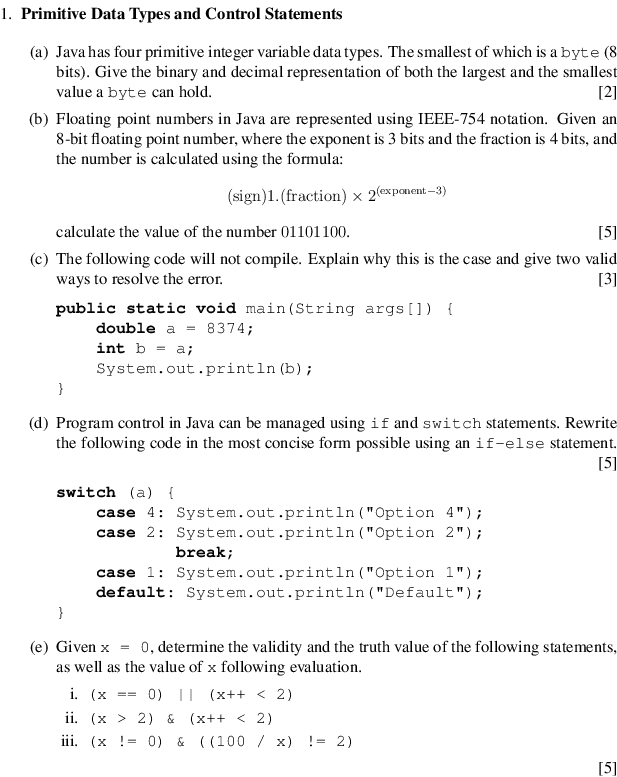 1. Primitive Data Types and Control Statements
(a) Java has four primitive integer variable data types. The smallest of which is a byte (8
bits). Give the binary and decimal representation of both the largest and the smallest
value a byte can hold. [2]
(b) Floating point numbers in Java are represented using IEEE-754 notation. Given an
8-bit floating point number, where the exponent is 3 bits and the fraction is 4 bits, and
the number is calculated using the formula:
(sign)1.(fraction) × 2^(exponent−3)
calculate the value of the number 01101100. [5]
(c) The following code will not compile. Explain why this is the case and give two valid
ways to resolve the error. [3]
public static void main(String args[]) {
double a = 8374;
int b = a;
System.out.println(b);
}
(d) Program control in Java can be managed using if and switch statements. Rewrite
the following code in the most concise form possible using an if-else statement.
[5]
switch (a) {
case 4: System.out.println("Option 4");
case 2: System.out.println("Option 2");
break;
case 1: System.out.println("Option 1");
default: System.out.println("Default");
}
(e) Given x = 0, determine the validity and the truth value of the following statements,
as well as the value of x following evaluation.
i. (x == 0) || (x++ < 2)
ii. (x > 2) & (x++ < 2)
iii. (x != 0) & ((100 / x) != 2)
[5]